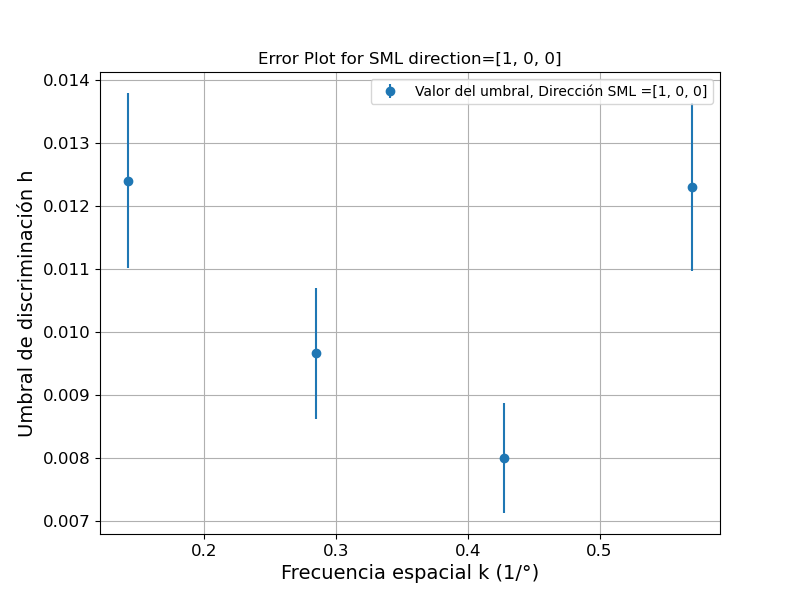 Error Plot for SML direction=[1, 0, 0]
Valor del umbral, Dirección SML =[1, 0, 0]
Umbral de discriminación h
0.014
0.013
0.012
0.011
0.010
0.009
0.008
0.007
0.2 0.3 0.4 0.5
Frecuencia espacial k (1/°)